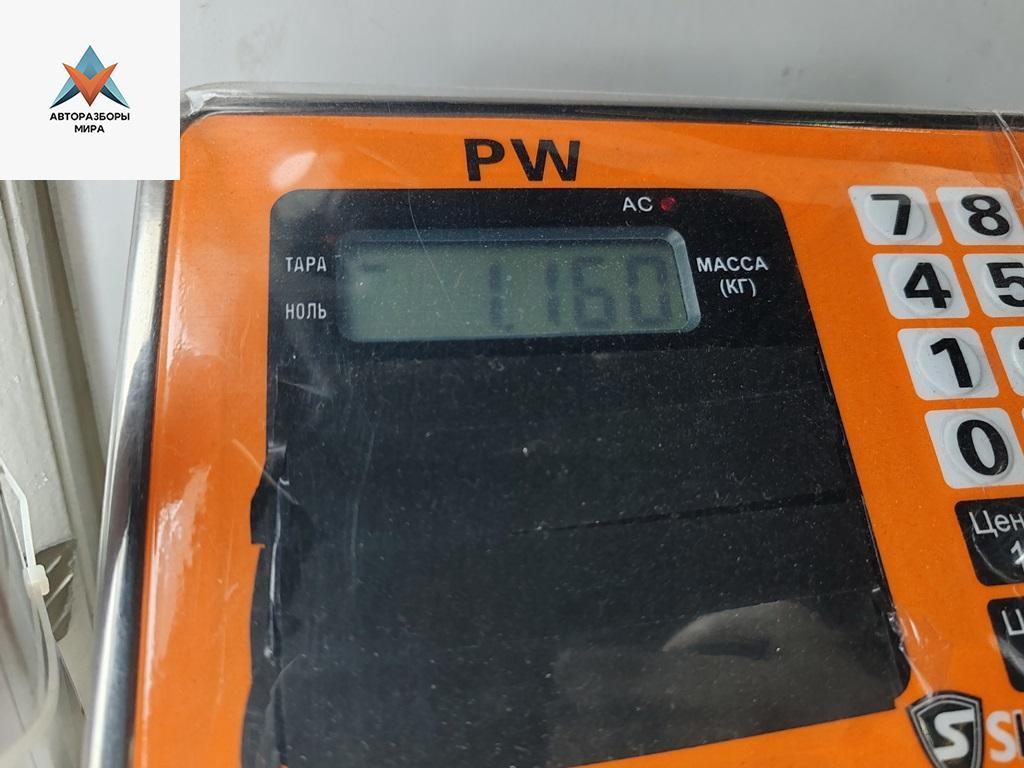 АВТОРАЗБОРЫ
МИРА
PW
AC
ТАРА
НОЛЬ
1.160
МАССА
(КГ)
7
8
4
5
1
0